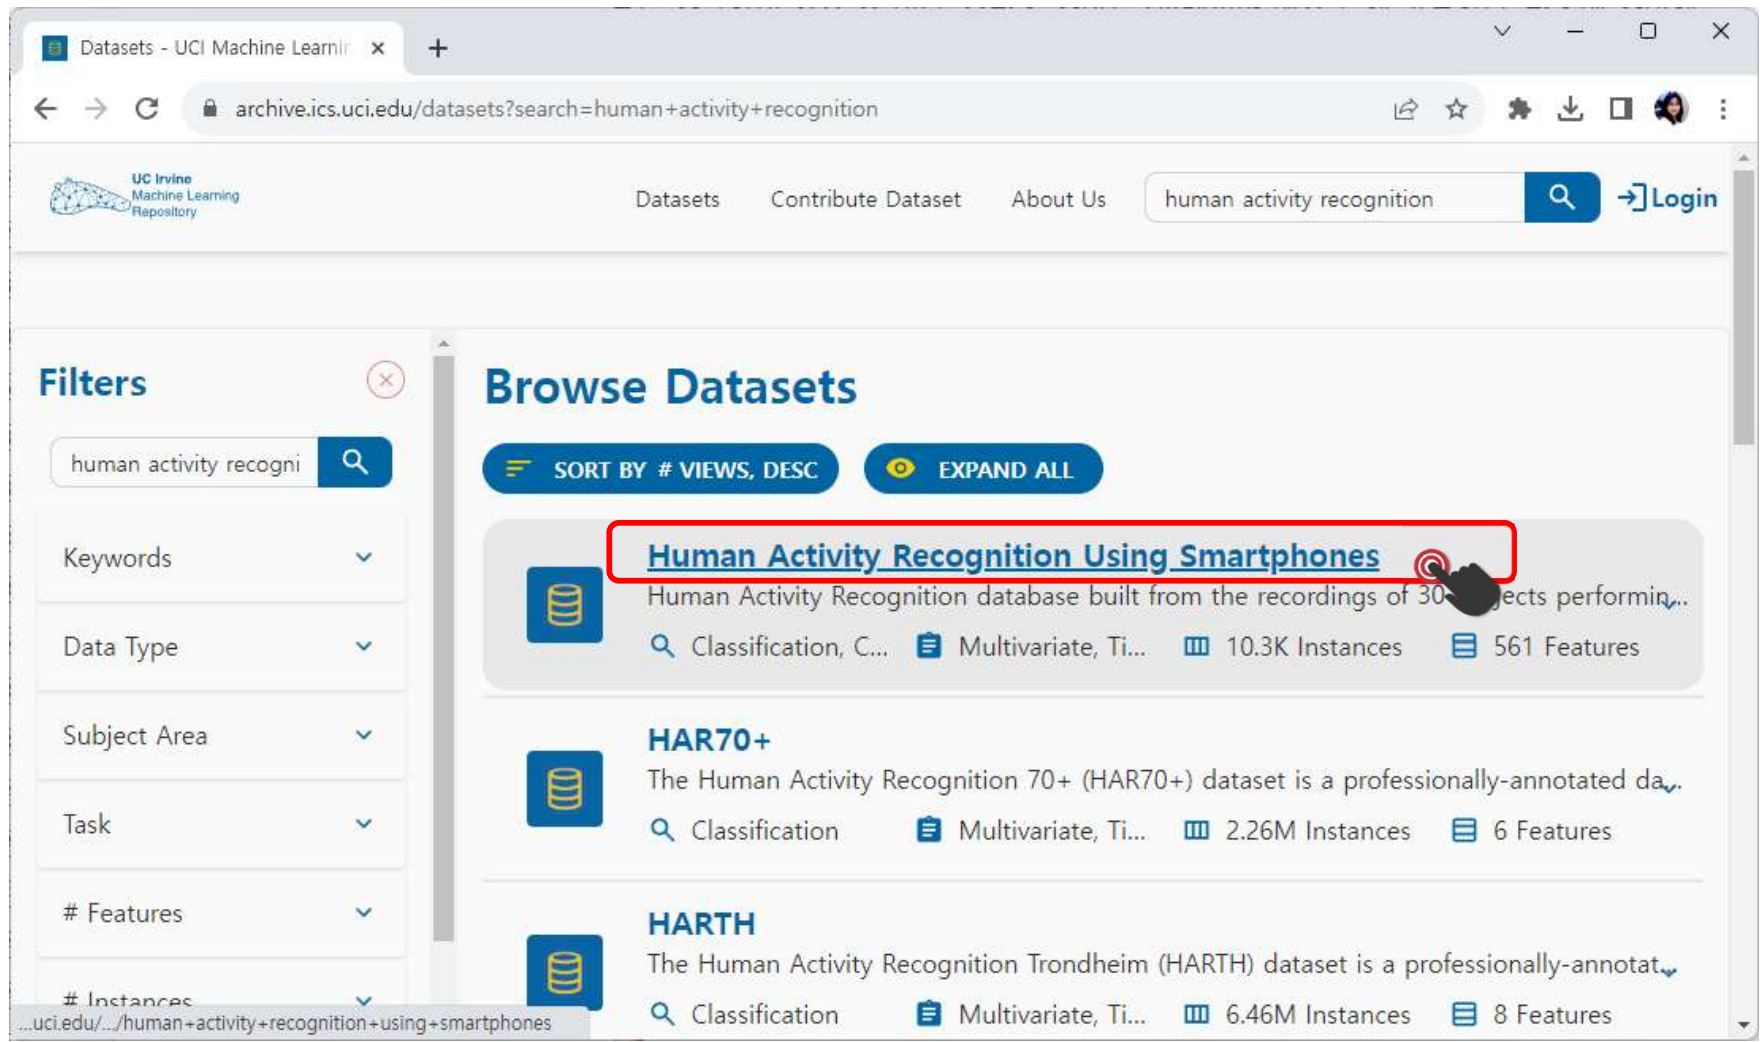 Datasets - UCI Machine Learnin
archive.ics.uci.edu/datasets?search=human+activity+recognition
UC Irvine
Machine Learning
Repository
Datasets
Contribute Dataset
About Us
human activity recognition
Login
Filters
human activity recogni
Keywords
Data Type
Subject Area
Task
# Features
# Instances
...uci.edu/.../human+activity+recognition+using+smartphones
Browse Datasets
SORT BY # VIEWS, DESC
EXPAND ALL
Human Activity Recognition Using Smartphones
Human Activity Recognition database built from the recordings of 30 performin...
Classification, C... Multivariate, Ti... 10.3K Instances 561 Features
HAR70+
The Human Activity Recognition 70+ (HAR70+) dataset is a professionally-annotated da...
Classification Multivariate, Ti... 2.26M Instances 6 Features
HARTH
The Human Activity Recognition Trondheim (HARTH) dataset is a professionally-annotat...
Classification Multivariate, Ti... 6.46M Instances 8 Features